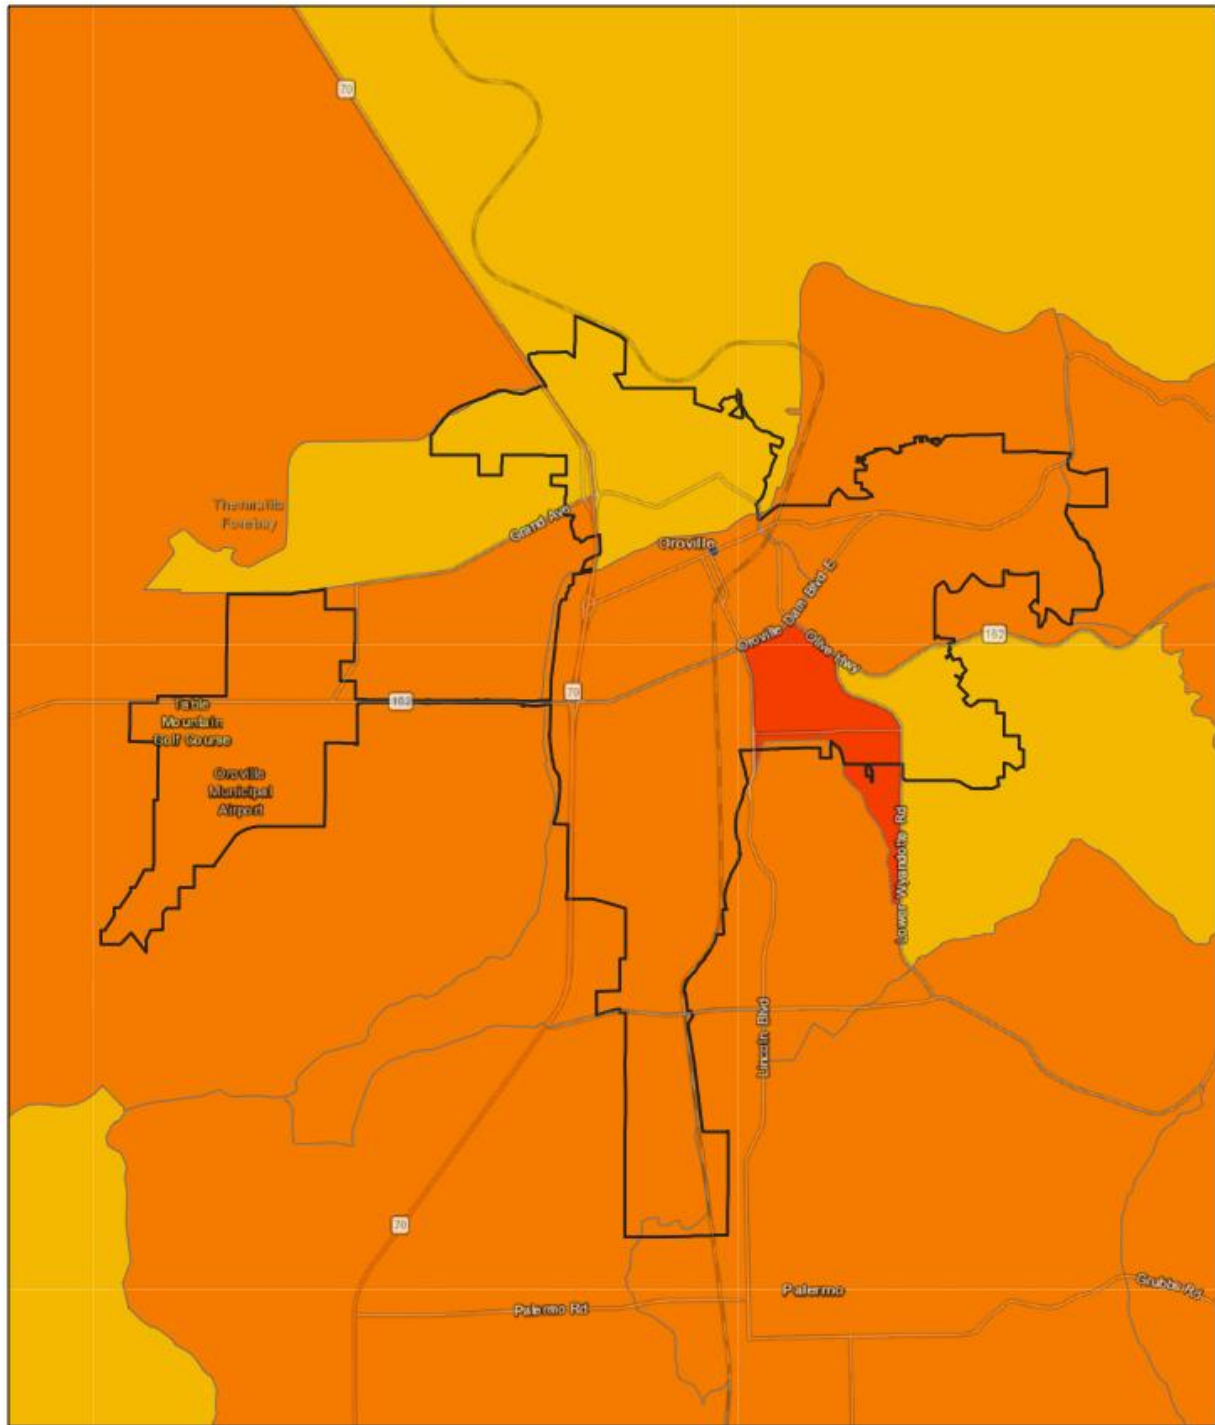 70
Thermalito
Forebay
Grand Ave
Oroville
Oroville Dam Blvd E
Olive Hwy
162
70
162
Table
Mountain
Golf Course
Oroville
Municipal
Airport
Lower Wyandotte Rd
Lincoln Blvd
70
Palermo
Grubbs Rd
Palermo Rd